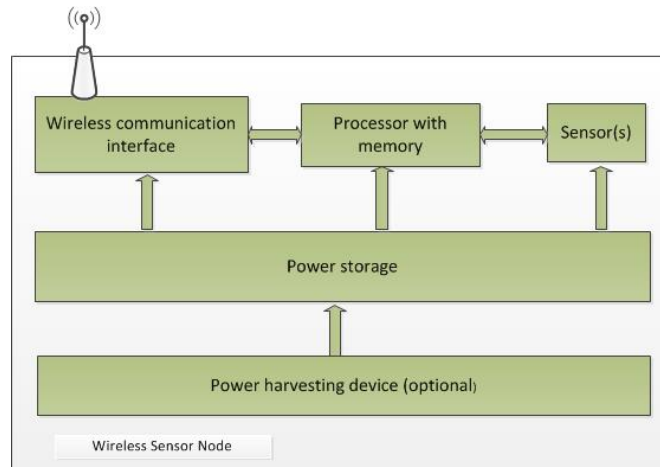 Wireless communication
interface
Processor with
memory
Sensor(s)
Power storage
Power harvesting device (optional)
Wireless Sensor Node